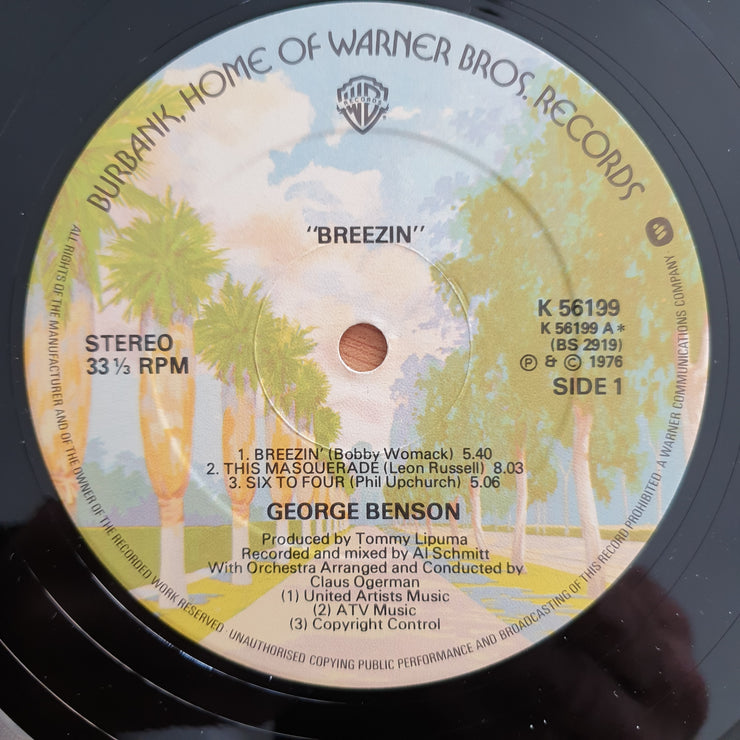 BURBANK, HOME OF WARNER BROS. RECORDS
RECORDS
"BREEZIN"
STEREO
33 ⅓ RPM
K 56199
K 56199 A*
(BS 2919)
Ⓟ & © 1976
SIDE 1
1. BREEZIN' (Bobby Womack) 5.40
2. THIS MASQUERADE (Leon Russell) 8.03
3. SIX TO FOUR (Phil Upchurch) 5.06
GEORGE BENSON
Produced by Tommy Lipuma
Recorded and mixed by Al Schmitt
With Orchestra Arranged and Conducted by
Claus Ogerman
(1) United Artists Music
(2) ATV Music
(3) Copyright Control
ALL RIGHTS OF THE MANUFACTURER AND OF THE OWNER OF THE RECORDED WORK RESERVED · UNAUTHORISED COPYING PUBLIC PERFORMANCE AND BROADCASTING OF THIS RECORD PROHIBITED · A WARNER COMMUNICATIONS COMPANY